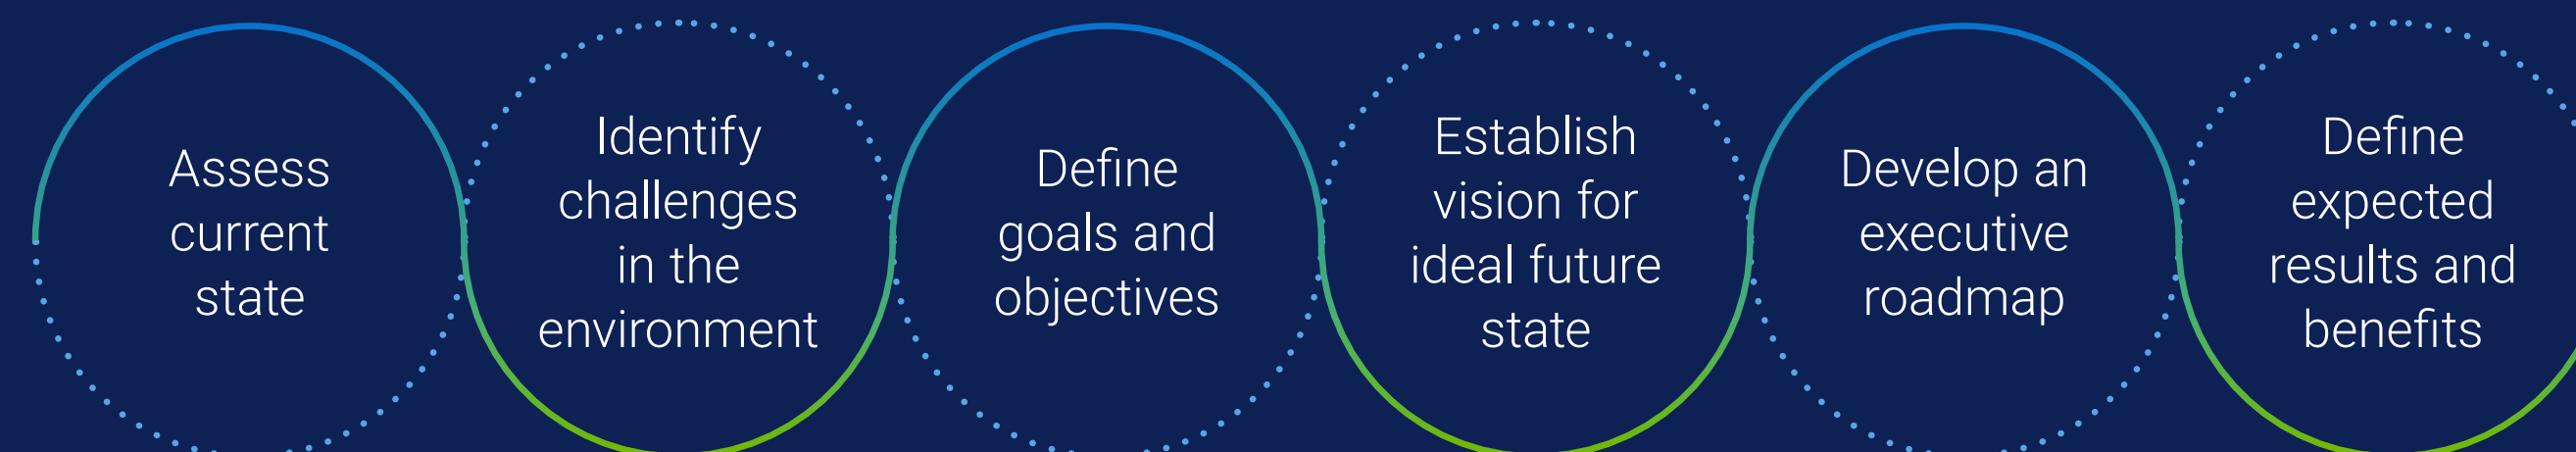 Assess
current
state
Identify
challenges
in the
environment
Define
goals and
objectives
Establish
vision for
ideal future
state
Develop an
executive
roadmap
Define
expected
results and
benefits